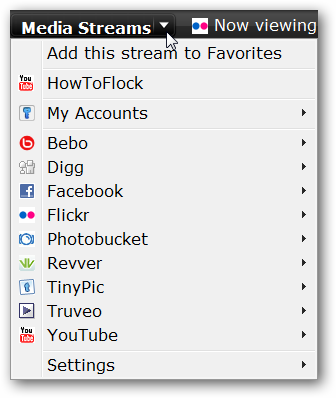 Media Streams Now viewing
Add this stream to Favorites
You Tube HowToFlock
My Accounts
Bebo
Digg
Facebook
Flickr
Photobucket
Revver
TinyPic
Truveo
You Tube YouTube
Settings